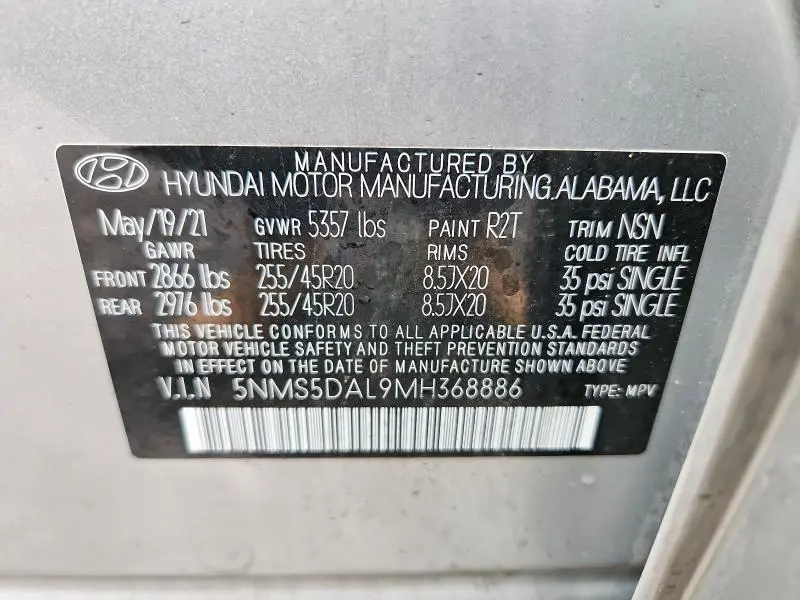 MANUFACTURED BY
HYUNDAI MOTOR MANUFACTURING ALABAMA, LLC
May/19/21 GVWR 5357 lbs PAINT R2T TRIM NSN
GAWR TIRES RIMS COLD TIRE INFL
FRONT 2866 lbs 255/45R20 8.5JX20 35 psi SINGLE
REAR 2976 lbs 255/45R20 8.5JX20 35 psi SINGLE
THIS VEHICLE CONFORMS TO ALL APPLICABLE U.S.A. FEDERAL
MOTOR VEHICLE SAFETY AND THEFT PREVENTION STANDARDS
IN EFFECT ON THE DATE OF MANUFACTURE SHOWN ABOVE
V.I.N 5NMS5DAL9MH368886 TYPE: MPV